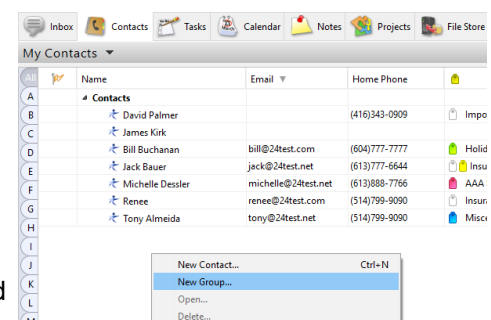 Inbox Contacts Tasks Calendar Notes Projects File Store
My Contacts
All Name Email Home Phone
A Contacts
B David Palmer (416)343-0909 Impo
C James Kirk
D Bill Buchanan bill@24test.com (604)777-7777 Holid
E Jack Bauer jack@24test.net (613)777-6644 Insu
F Michelle Dessler michelle@24test.net (613)888-7766 AAA
G Renee renee@24test.com (514)799-9090 Insur
H Tony Almeida tony@24test.net (514)799-9090 Misce
I
J New Contact... Ctrl+N
K New Group...
L Open...
M Delete...